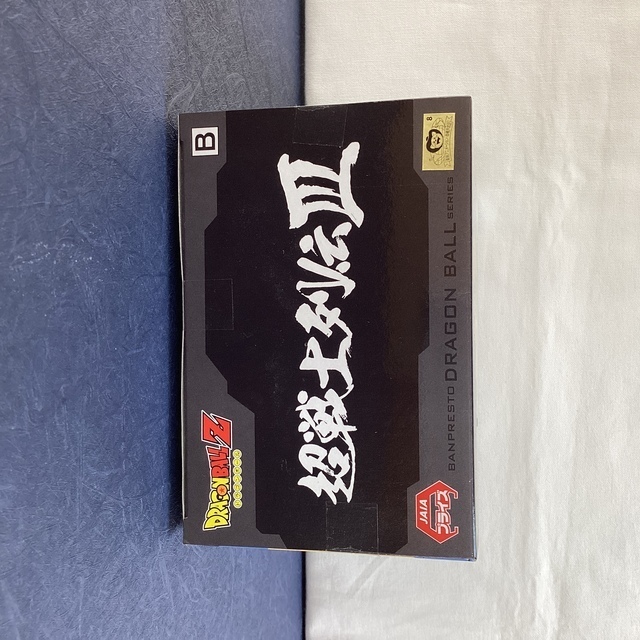 DRAGON BALL Z
B
超戦士列伝III
JAIA
プライズ
BANPRESTO DRAGON BALL SERIES
8